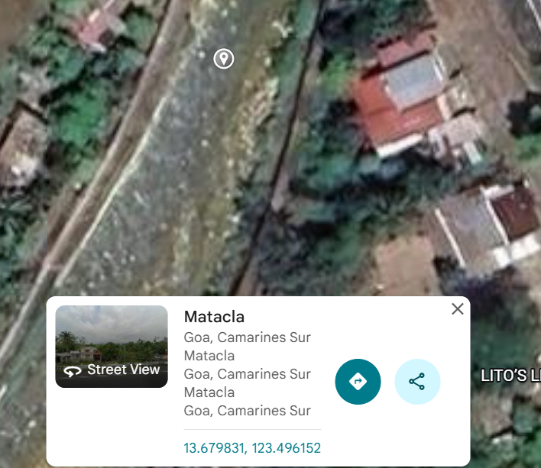 Matacla
Goa, Camarines Sur
Matacla
Goa, Camarines Sur
Matacla
Goa, Camarines Sur
Street View
13.679831, 123.496152
LITO'S